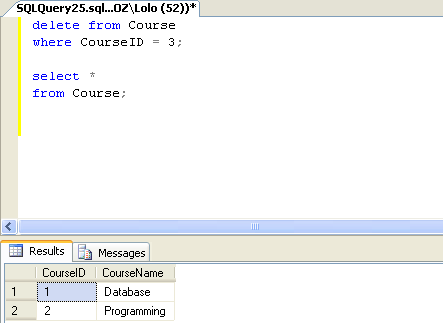 SQLQuery25.sql...OZ\Lolo (52))*
delete from Course
where CourseID = 3;
select *
from Course;
Results Messages
CourseID CourseName
1 1 Database
2 2 Programming